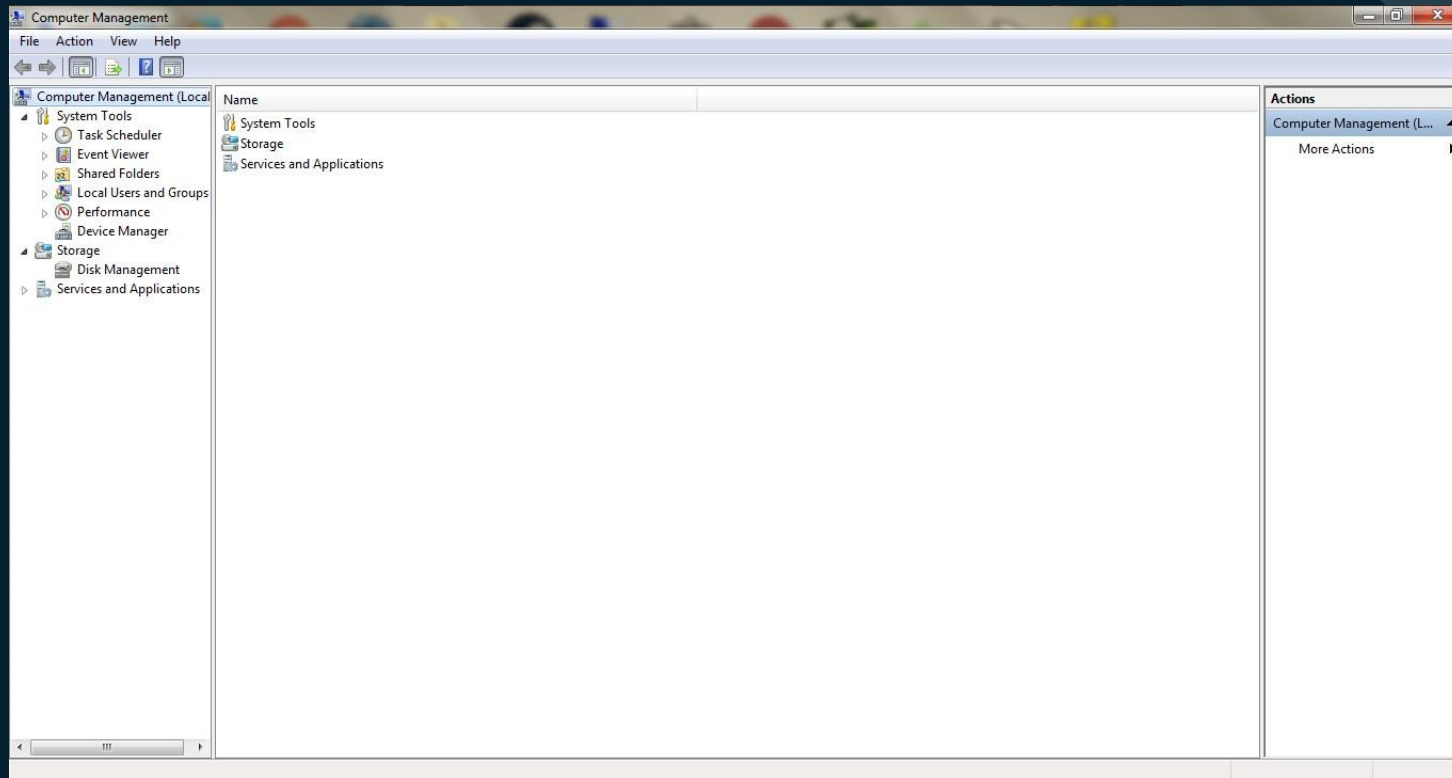 Computer Management
File Action View Help
Computer Management (Local
System Tools
Task Scheduler
Event Viewer
Shared Folders
Local Users and Groups
Performance
Device Manager
Storage
Disk Management
Services and Applications
Name
System Tools
Storage
Services and Applications
Actions
Computer Management (L...
More Actions